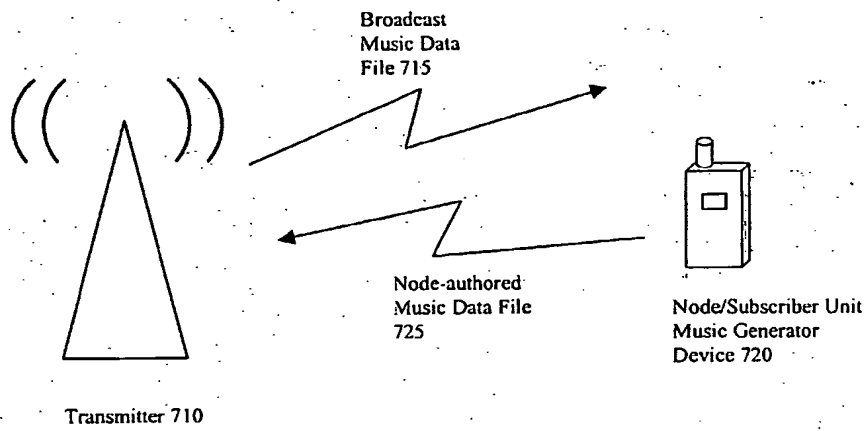 Broadcast
Music Data
File 715
Node-authored
Music Data File
725
Node/Subscriber Unit
Music Generator
Device 720
Transmitter 710